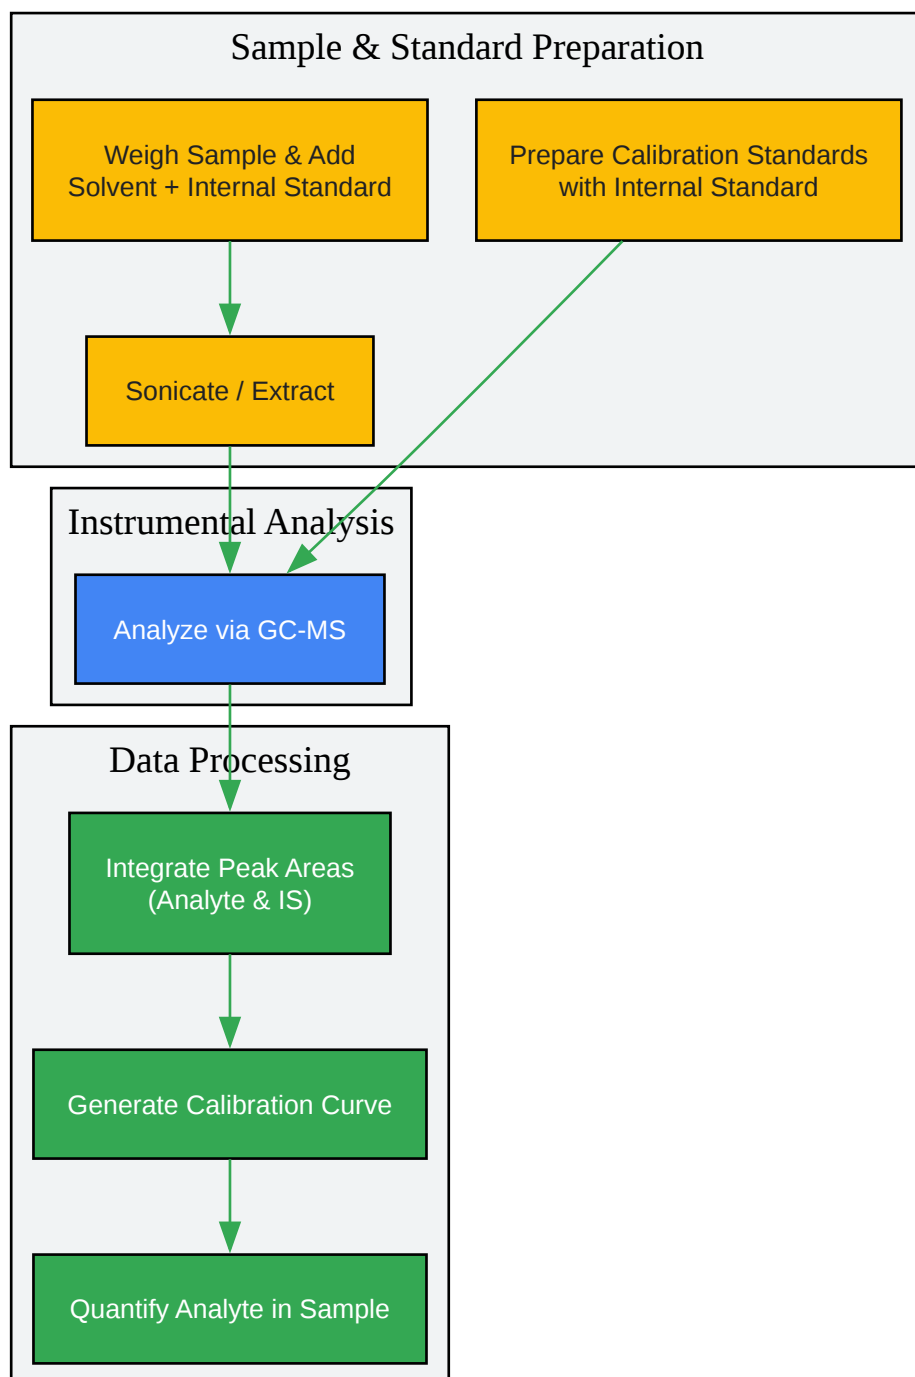 Sample & Standard Preparation
Weigh Sample & Add
Solvent + Internal Standard
Prepare Calibration Standards
with Internal Standard
Sonicate / Extract
Instrumental Analysis
Analyze via GC-MS
Data Processing
Integrate Peak Areas
(Analyte & IS)
Generate Calibration Curve
Quantify Analyte in Sample